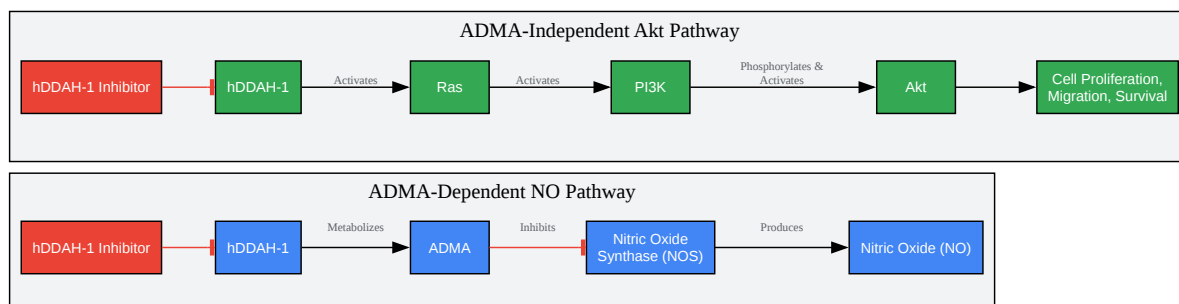 ADMA-Independent Akt Pathway
hDDAH-1 Inhibitor
hDDAH-1
Activates
Ras
Activates
PI3K
Phosphorylates &
Activates
Akt
Cell Proliferation,
Migration, Survival
ADMA-Dependent NO Pathway
hDDAH-1 Inhibitor
hDDAH-1
Metabolizes
ADMA
Inhibits
Nitric Oxide
Synthase (NOS)
Produces
Nitric Oxide (NO)